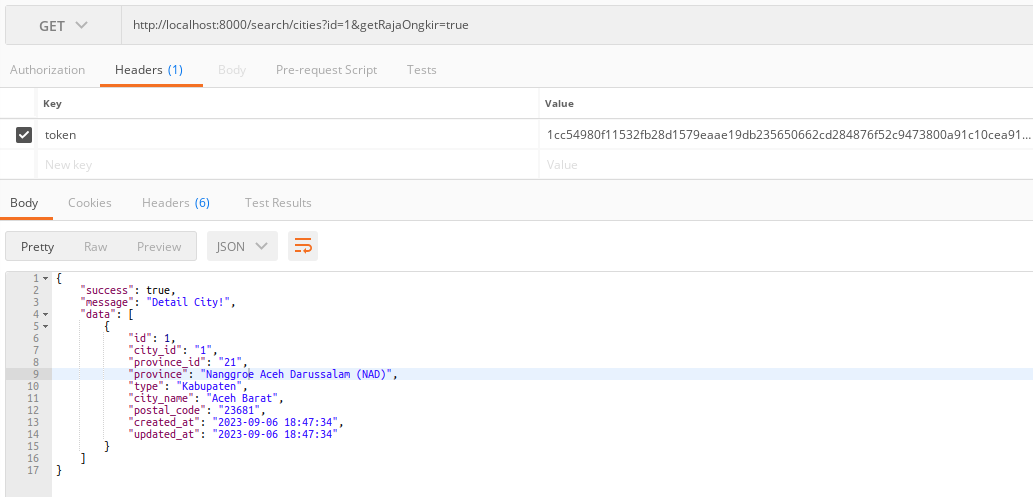 GET http://localhost:8000/search/cities?id=1&getRajaOngkir=true
Authorization Headers (1) Body Pre-request Script Tests
Key Value
token 1cc54980f11532fb28d1579eaae19db235650662cd284876f52c9473800a91c10cea91...
New key Value
Body Cookies Headers (6) Test Results
Pretty Raw Preview JSON
1 {
2 "success": true,
3 "message": "Detail City!",
4 "data": [
5 {
6 "id": 1,
7 "city_id": "1",
8 "province_id": "21",
9 "province": "Nanggroe Aceh Darussalam (NAD)",
10 "type": "Kabupaten",
11 "city_name": "Aceh Barat",
12 "postal_code": "23681",
13 "created_at": "2023-09-06 18:47:34",
14 "updated_at": "2023-09-06 18:47:34"
15 }
16 ]
17 }